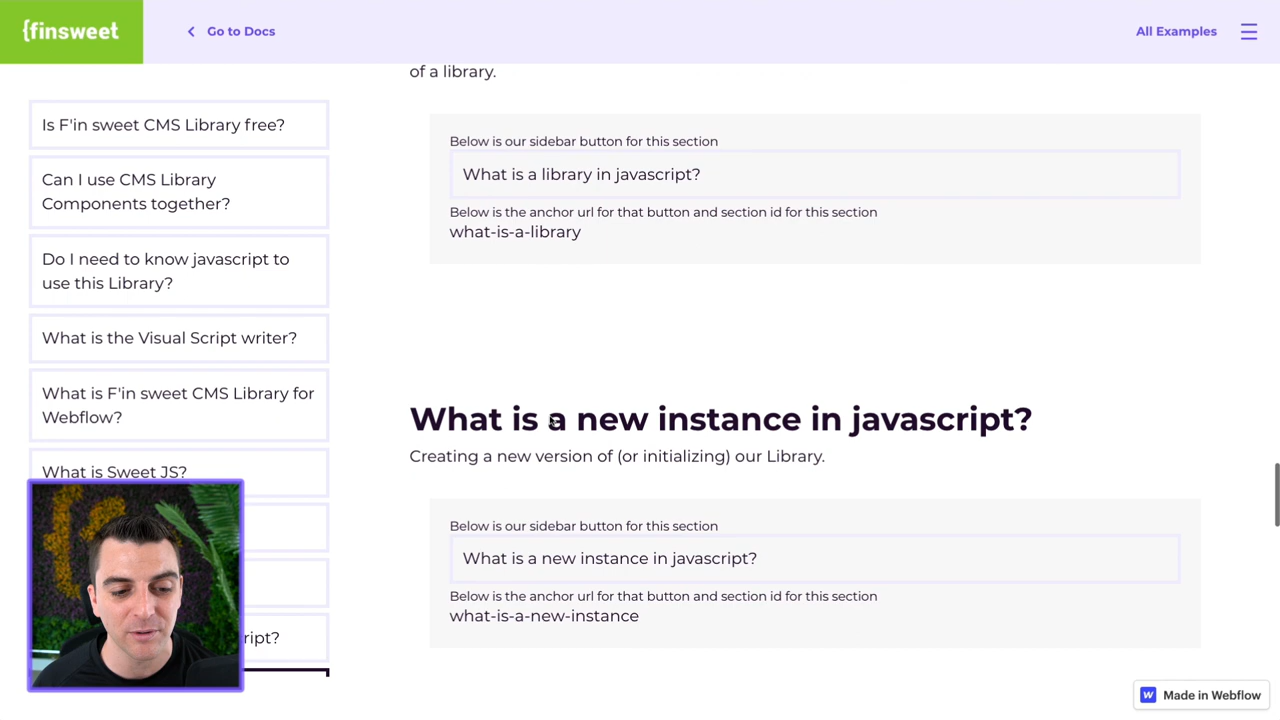 {finsweet
Go to Docs
All Examples
Is F'in sweet CMS Library free?
Can I use CMS Library
Components together?
Do I need to know javascript to
use this Library?
What is the Visual Script writer?
What is F'in sweet CMS Library for
Webflow?
What is Sweet JS?
ript?
of a library.
Below is our sidebar button for this section
What is a library in javascript?
Below is the anchor url for that button and section id for this section
what-is-a-library
What is a new instance in javascript?
Creating a new version of (or initializing) our Library.
Below is our sidebar button for this section
What is a new instance in javascript?
Below is the anchor url for that button and section id for this section
what-is-a-new-instance
W Made in Webflow